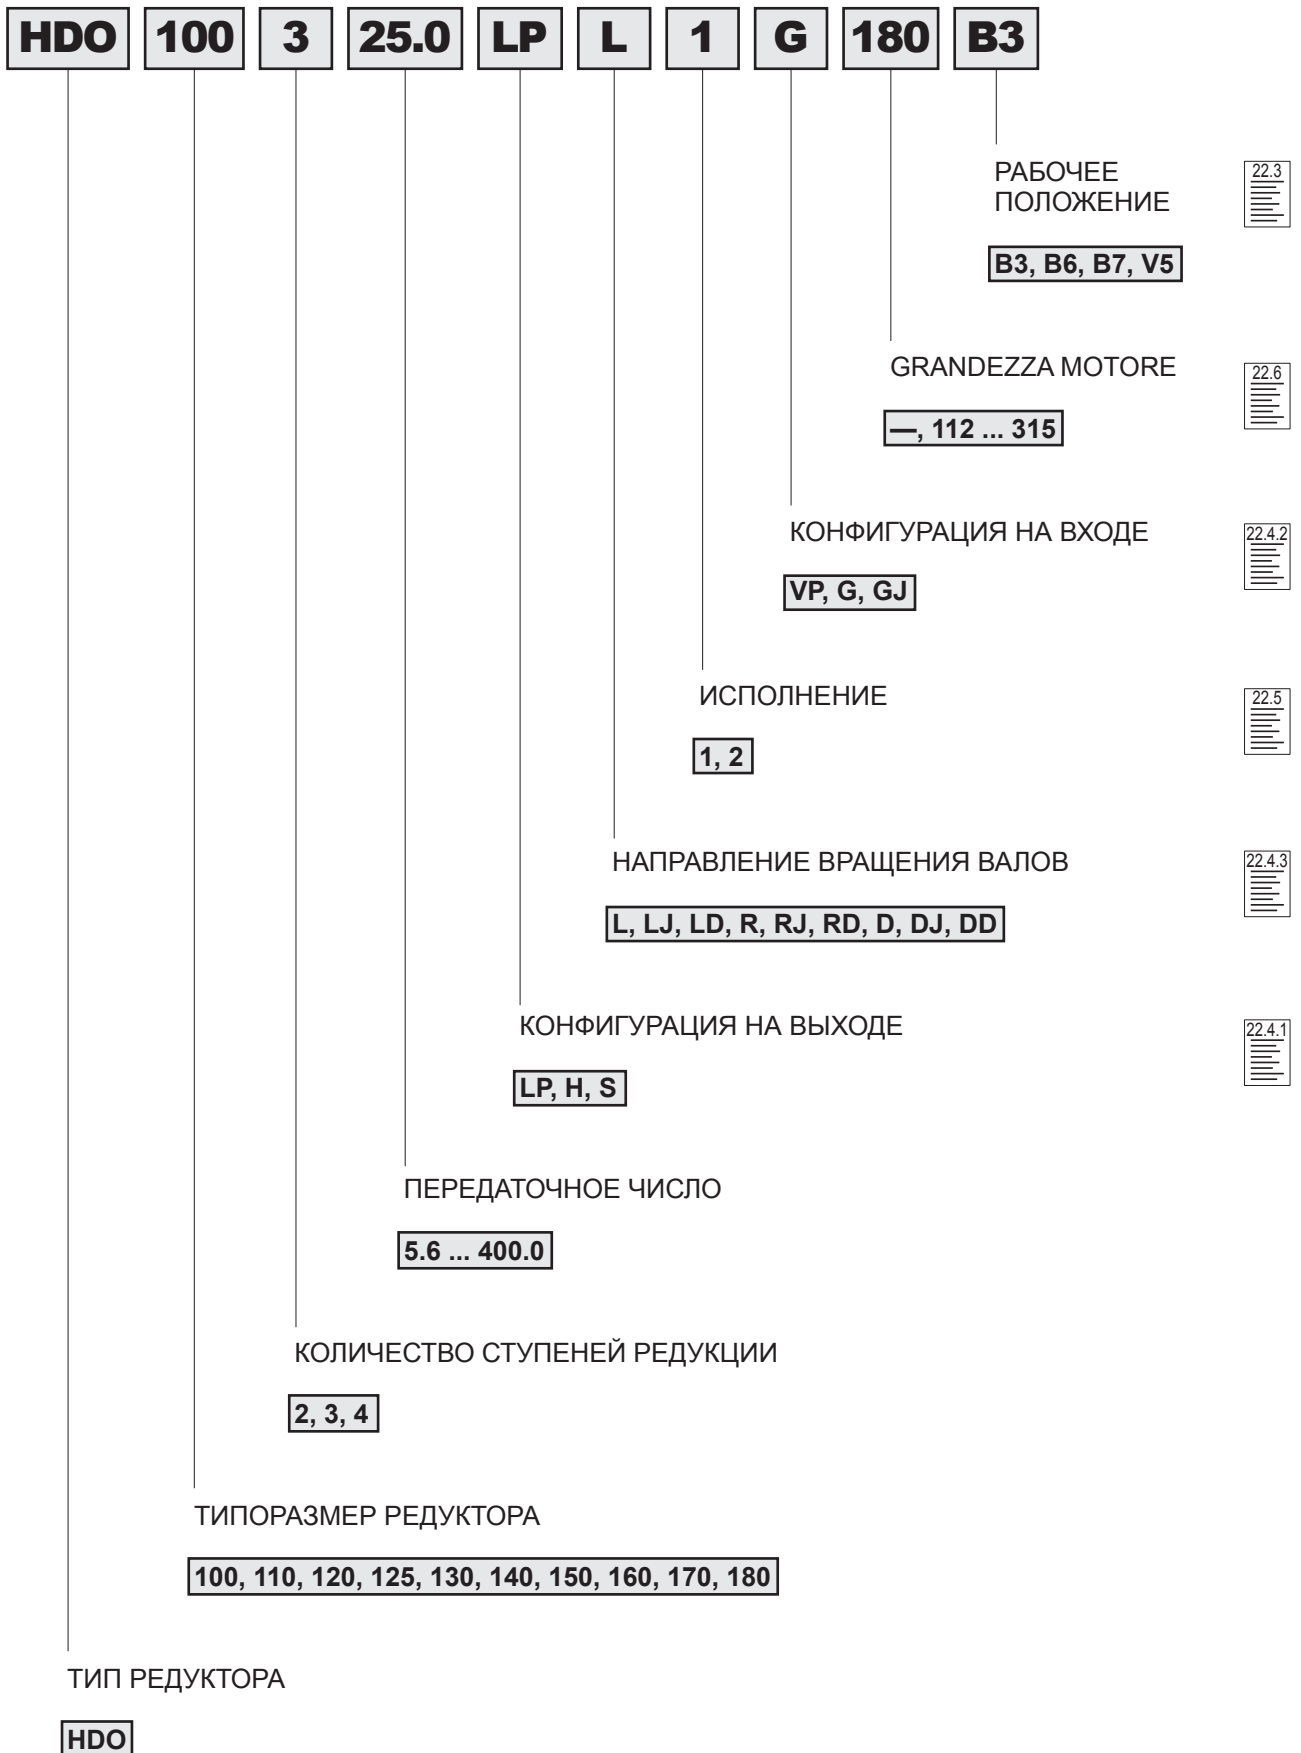 HDO 100 3 25.0 LP L 1 G 180 B3
РАБОЧЕЕ
ПОЛОЖЕНИЕ
22.3
B3, B6, B7, V5
GRANDEZZA MOTORE
22.6
—, 112 ... 315
КОНФИГУРАЦИЯ НА ВХОДЕ
22.4.2
VP, G, GJ
ИСПОЛНЕНИЕ
22.5
1, 2
НАПРАВЛЕНИЕ ВРАЩЕНИЯ ВАЛОВ
22.4.3
L, LJ, LD, R, RJ, RD, D, DJ, DD
КОНФИГУРАЦИЯ НА ВЫХОДЕ
22.4.1
LP, H, S
ПЕРЕДАТОЧНОЕ ЧИСЛО
5.6 ... 400.0
КОЛИЧЕСТВО СТУПЕНЕЙ РЕДУКЦИИ
2, 3, 4
ТИПОРАЗМЕР РЕДУКТОРА
100, 110, 120, 125, 130, 140, 150, 160, 170, 180
ТИП РЕДУКТОРА
HDO